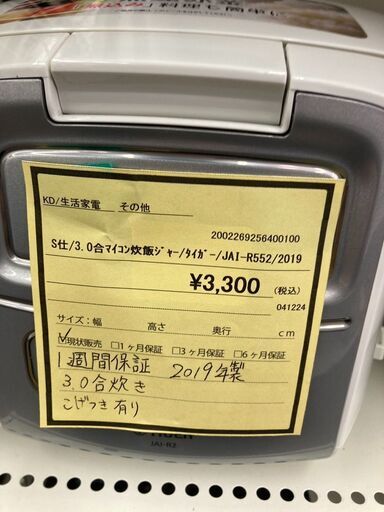 KD/生活家電 その他
2002269256400100
S仕/3.0合マイコン炊飯ｼﾞｬｰ/ﾀｲｶﾞｰ/JAI-R552/2019
¥3,300 (税込)
041224
サイズ:幅 高さ 奥行 cm
☑現状販売 □1ヶ月保証 □3ヶ月保証 □6ヶ月保証
1週間保証 2019年製
3.0合炊き
こげつき有り
JAI-R2